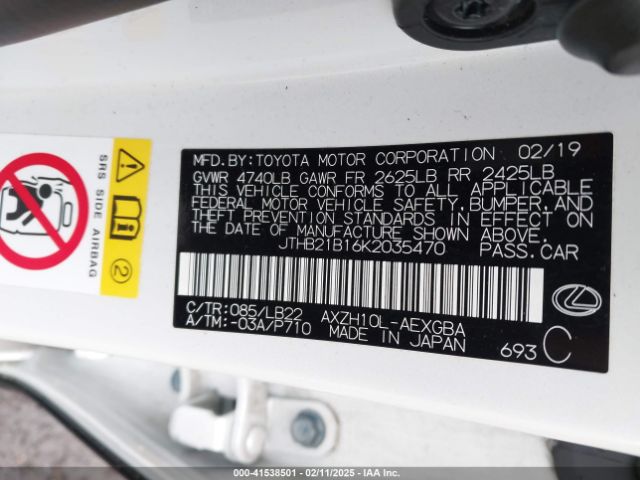 MFD. BY: TOYOTA MOTOR CORPORATION 02/19
GVWR 4740LB GAWR FR 2625LB RR 2425LB
THIS VEHICLE CONFORMS TO ALL APPLICABLE
FEDERAL MOTOR VEHICLE SAFETY, BUMPER, AND
THEFT PREVENTION STANDARDS IN EFFECT ON
THE DATE OF MANUFACTURE SHOWN ABOVE.
JTHB21B16K2035470 PASS. CAR
C/TR: 085/LB22 AXZH10L-AEXGBA
A/TM: -03A/P710 MADE IN JAPAN
693 C
SRS SIDE AIRBAG
2
000-41538501 - 02/11/2025 - IAA Inc.